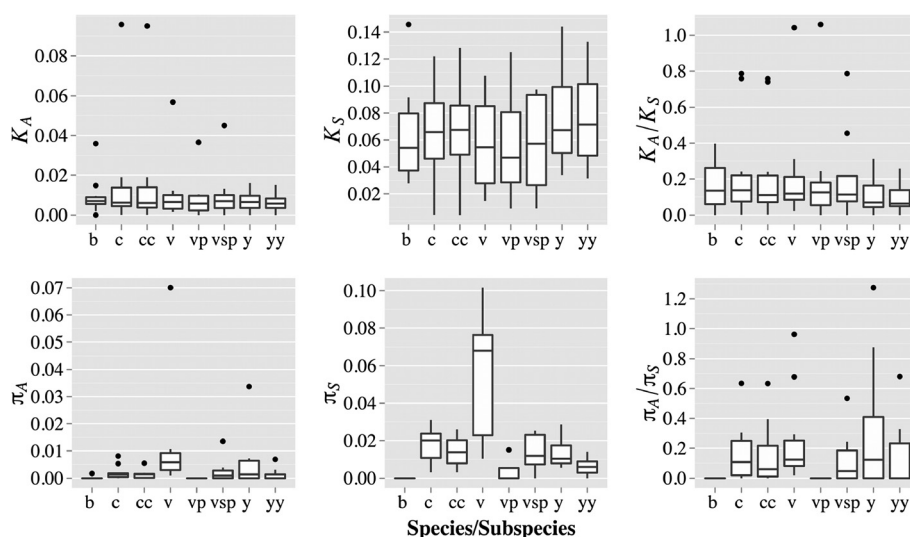 K_A
0.08
0.04
0.00
b c cc v vp vsp y yy
K_S
0.14
0.12
0.10
0.08
0.06
0.04
0.02
b c cc v vp vsp y yy
K_A/K_S
1.0
0.8
0.6
0.4
0.2
0.0
b c cc v vp vsp y yy
π_A
0.07
0.06
0.05
0.04
0.03
0.02
0.01
0.00
b c cc v vp vsp y yy
π_S
0.10
0.08
0.06
0.04
0.02
0.00
b c cc v vp vsp y yy
π_A/π_S
1.2
1.0
0.8
0.6
0.4
0.2
0.0
b c cc v vp vsp y yy
Species/Subspecies